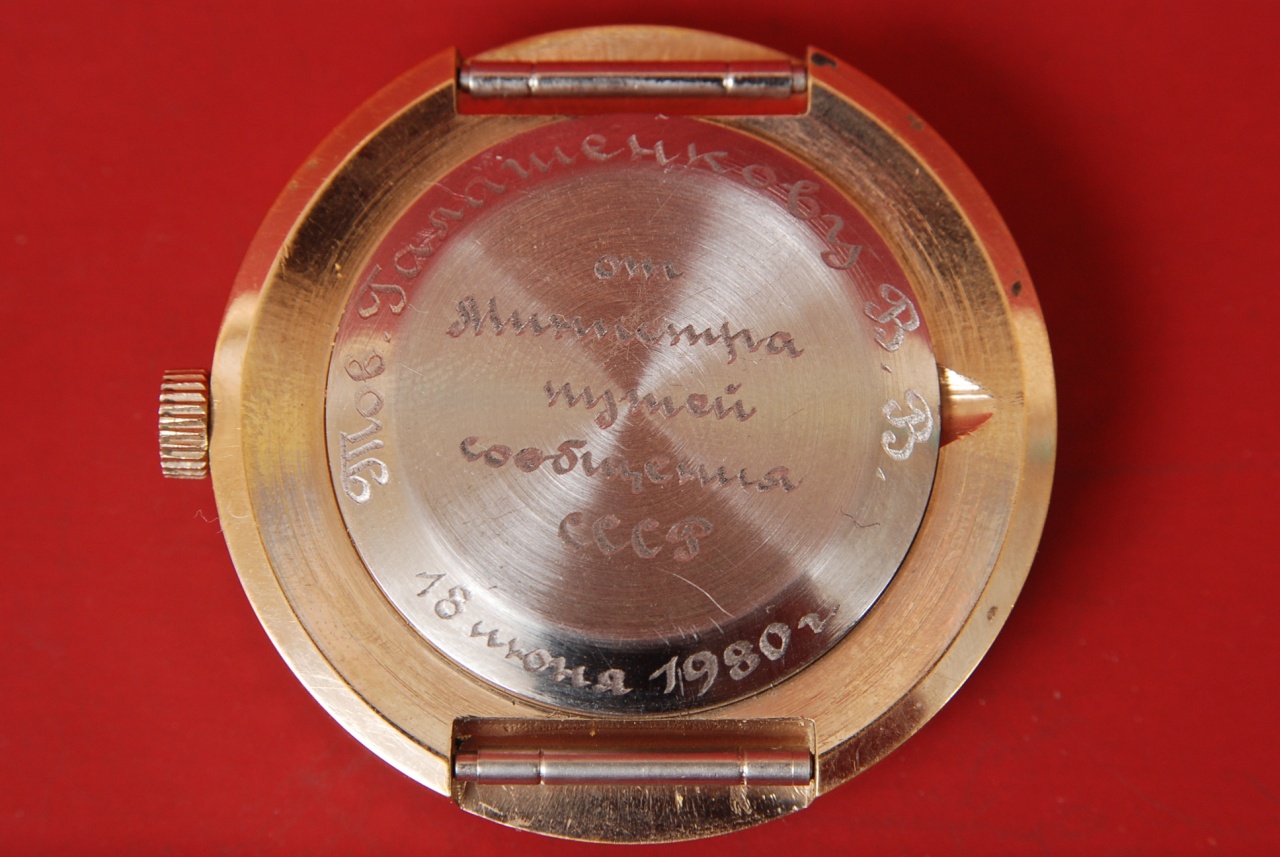 Тов. Галашенкову В. В.
от
Министра
путей
сообщения
СССР
18 июня 1980 г